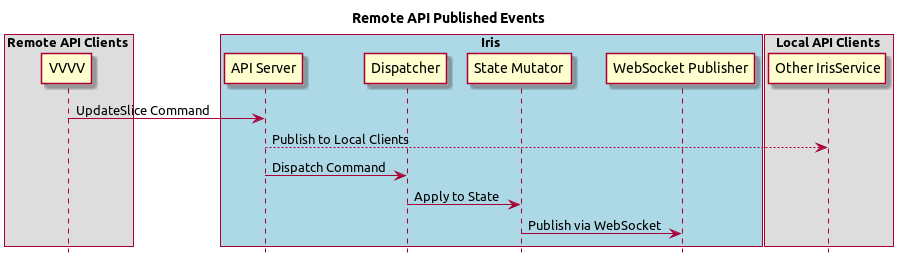 Remote API Published Events
Remote API Clients
Iris
Local API Clients
VVVV
API Server
Dispatcher
State Mutator
WebSocket Publisher
Other IrisService
UpdateSlice Command
Publish to Local Clients
Dispatch Command
Apply to State
Publish via WebSocket